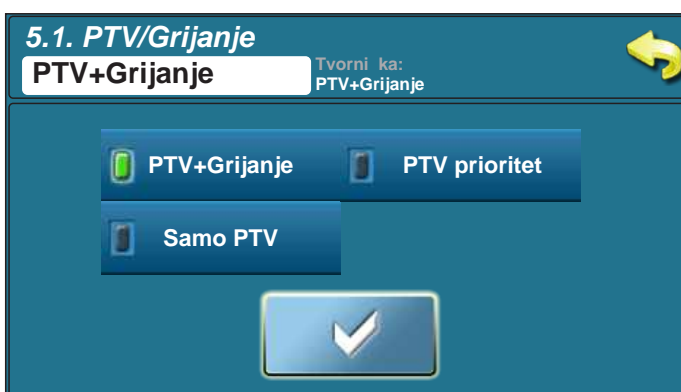 5.1. PTV/Grijanje
PTV+Grijanje
Tvorni ka:
PTV+Grijanje
PTV+Grijanje
PTV prioritet
Samo PTV